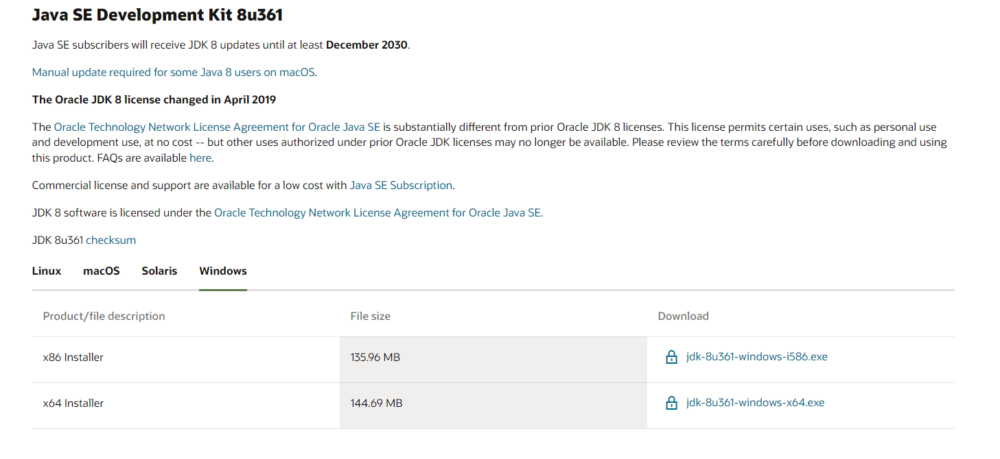 Java SE Development Kit 8u361
Java SE subscribers will receive JDK 8 updates until at least December 2030.
Manual update required for some Java 8 users on macOS.
The Oracle JDK 8 license changed in April 2019
The Oracle Technology Network License Agreement for Oracle Java SE is substantially different from prior Oracle JDK 8 licenses. This license permits certain uses, such as personal use
and development use, at no cost -- but other uses authorized under prior Oracle JDK licenses may no longer be available. Please review the terms carefully before downloading and using
this product. FAQs are available here.
Commercial license and support are available for a low cost with Java SE Subscription.
JDK 8 software is licensed under the Oracle Technology Network License Agreement for Oracle Java SE.
JDK 8u361 checksum
Linux macOS Solaris Windows
Product/file description File size Download
x86 Installer 135.96 MB jdk-8u361-windows-i586.exe
x64 Installer 144.69 MB jdk-8u361-windows-x64.exe